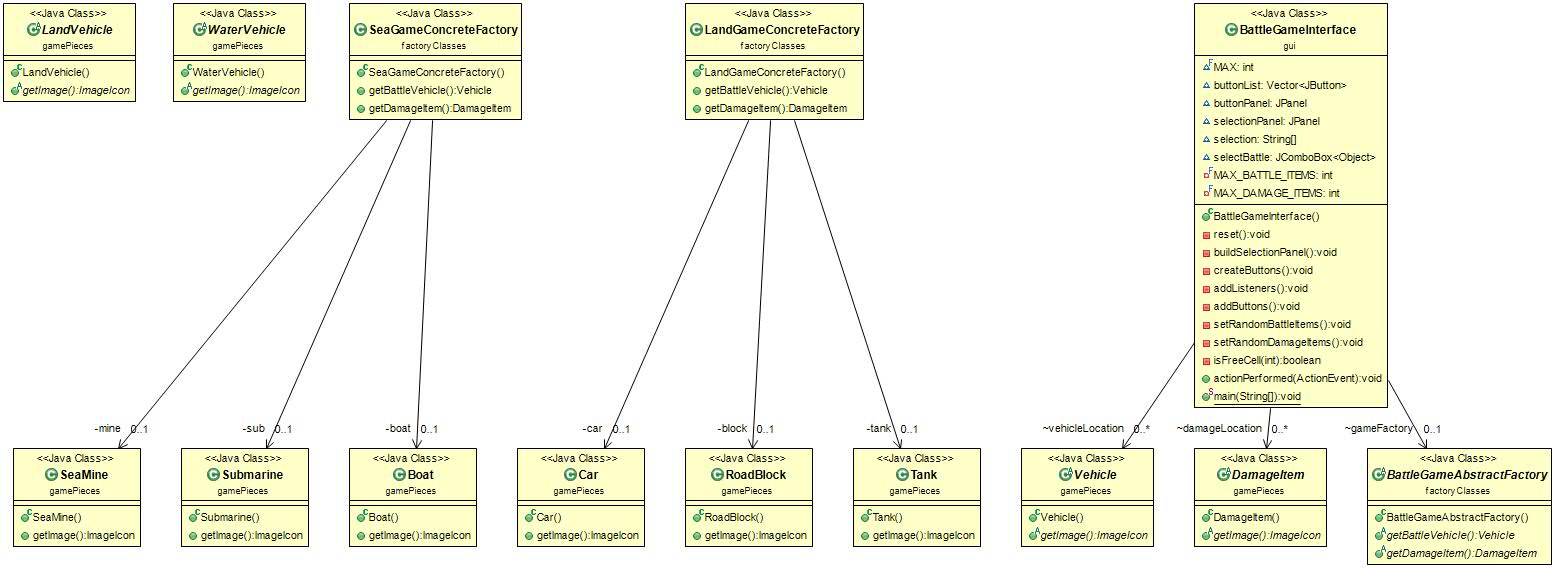 <<Java Class>>
LandVehicle
gamePieces
LandVehicle()
getImage():ImageIcon
<<Java Class>>
WaterVehicle
gamePieces
WaterVehicle()
getImage():ImageIcon
<<Java Class>>
SeaGameConcreteFactory
factoryClasses
SeaGameConcreteFactory()
getBattleVehicle():Vehicle
getDamageItem():DamageItem
<<Java Class>>
LandGameConcreteFactory
factoryClasses
LandGameConcreteFactory()
getBattleVehicle():Vehicle
getDamageItem():DamageItem
<<Java Class>>
BattleGameInterface
gui
MAX: int
buttonList: Vector<JButton>
buttonPanel: JPanel
selectionPanel: JPanel
selection: String[]
selectBattle: JComboBox<Object>
MAX_BATTLE_ITEMS: int
MAX_DAMAGE_ITEMS: int
BattleGameInterface()
reset():void
buildSelectionPanel():void
createButtons():void
addListeners():void
addButtons():void
setRandomBattleItems():void
setRandomDamageItems():void
isFreeCell(int):boolean
actionPerformed(ActionEvent):void
main(String[]):void
-mine 0..1
-sub 0..1
-boat 0..1
-car 0..1
-block 0..1
-tank 0..1
~vehicleLocation 0..*
~damageLocation 0..*
~gameFactory 0..1
<<Java Class>>
SeaMine
gamePieces
SeaMine()
getImage():ImageIcon
<<Java Class>>
Submarine
gamePieces
Submarine()
getImage():ImageIcon
<<Java Class>>
Boat
gamePieces
Boat()
getImage():ImageIcon
<<Java Class>>
Car
gamePieces
Car()
getImage():ImageIcon
<<Java Class>>
RoadBlock
gamePieces
RoadBlock()
getImage():ImageIcon
<<Java Class>>
Tank
gamePieces
Tank()
getImage():ImageIcon
<<Java Class>>
Vehicle
gamePieces
Vehicle()
getImage():ImageIcon
<<Java Class>>
DamageItem
gamePieces
DamageItem()
getImage():ImageIcon
<<Java Class>>
BattleGameAbstractFactory
factoryClasses
BattleGameAbstractFactory()
getBattleVehicle():Vehicle
getDamageItem():DamageItem